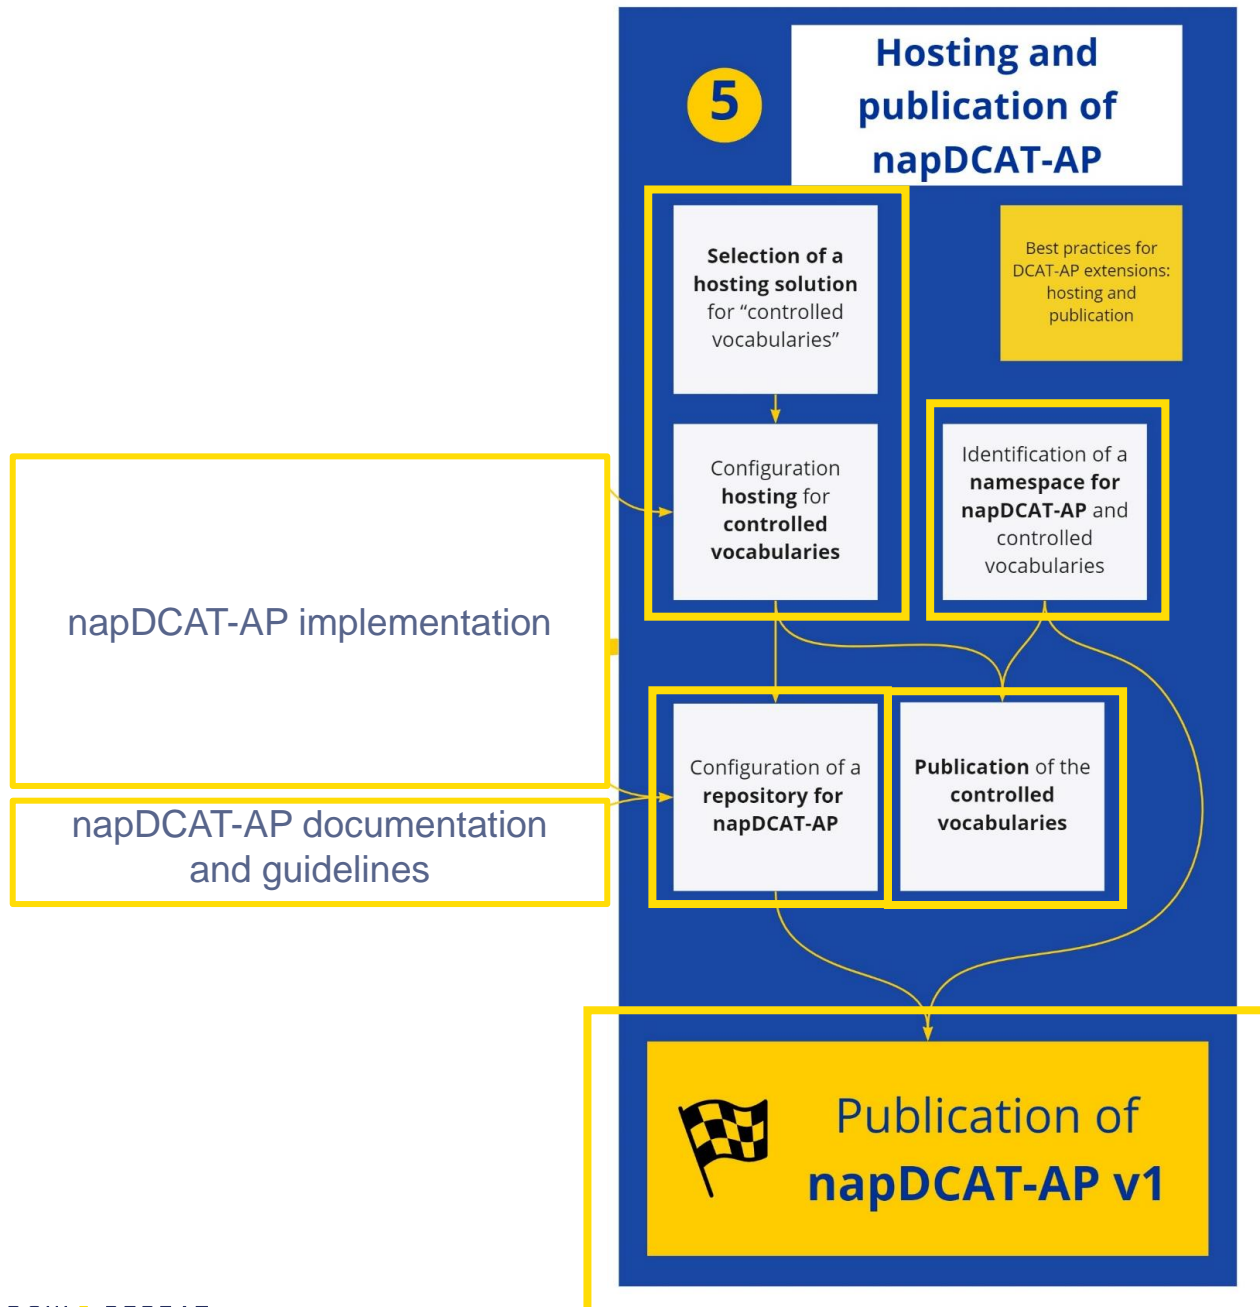 5
Hosting and
publication of
napDCAT-AP
Selection of a
hosting solution
for “controlled
vocabularies”
Best practices for
DCAT-AP extensions:
hosting and
publication
Configuration
hosting for
controlled
vocabularies
Identification of a
namespace for
napDCAT-AP and
controlled
vocabularies
napDCAT-AP implementation
Configuration of a
repository for
napDCAT-AP
Publication of the
controlled
vocabularies
napDCAT-AP documentation
and guidelines
Publication of
napDCAT-AP v1